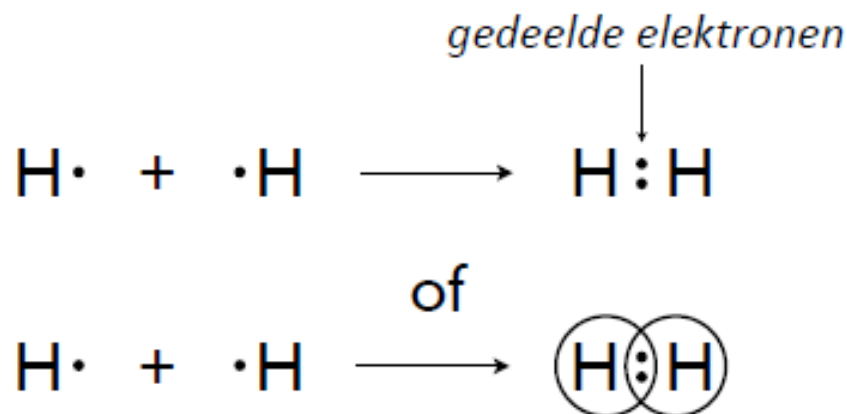 gedeelde elektronen
H· + ·H ⟶ H:H
of
H· + ·H ⟶ H:H